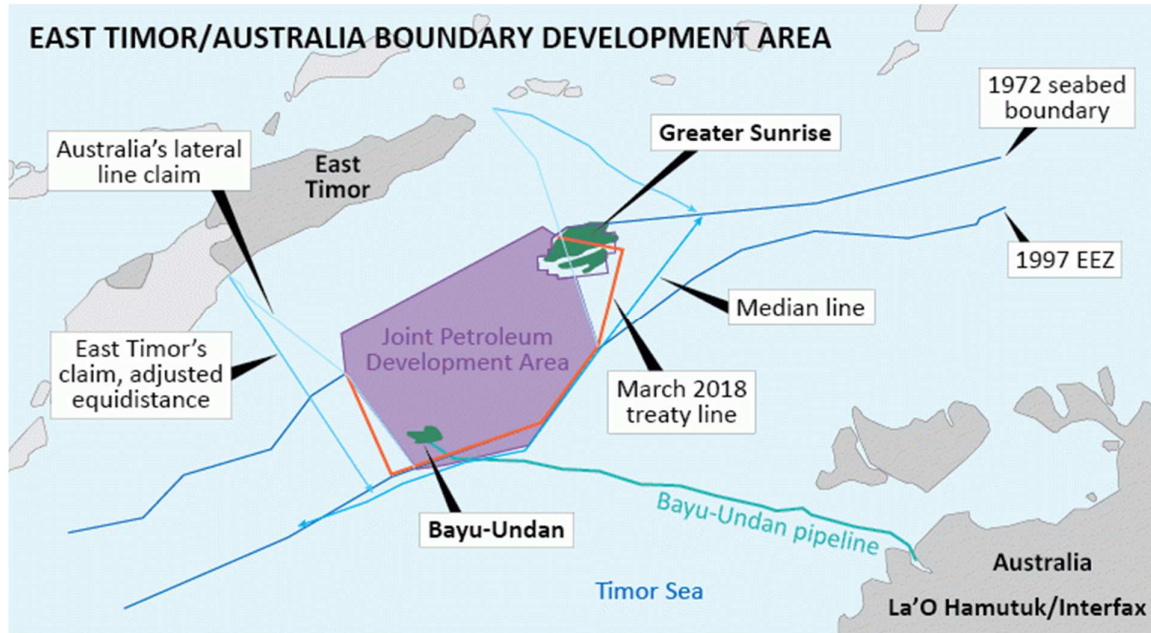 EAST TIMOR/AUSTRALIA BOUNDARY DEVELOPMENT AREA
1972 seabed
boundary
Greater Sunrise
Australia's lateral
line claim
East
Timor
1997 EEZ
Median line
Joint Petroleum
Development Area
East Timor's
claim, adjusted
equidistance
March 2018
treaty line
Bayu-Undan
Bayu-Undan pipeline
Australia
Timor Sea
La'O Hamutuk/Interfax